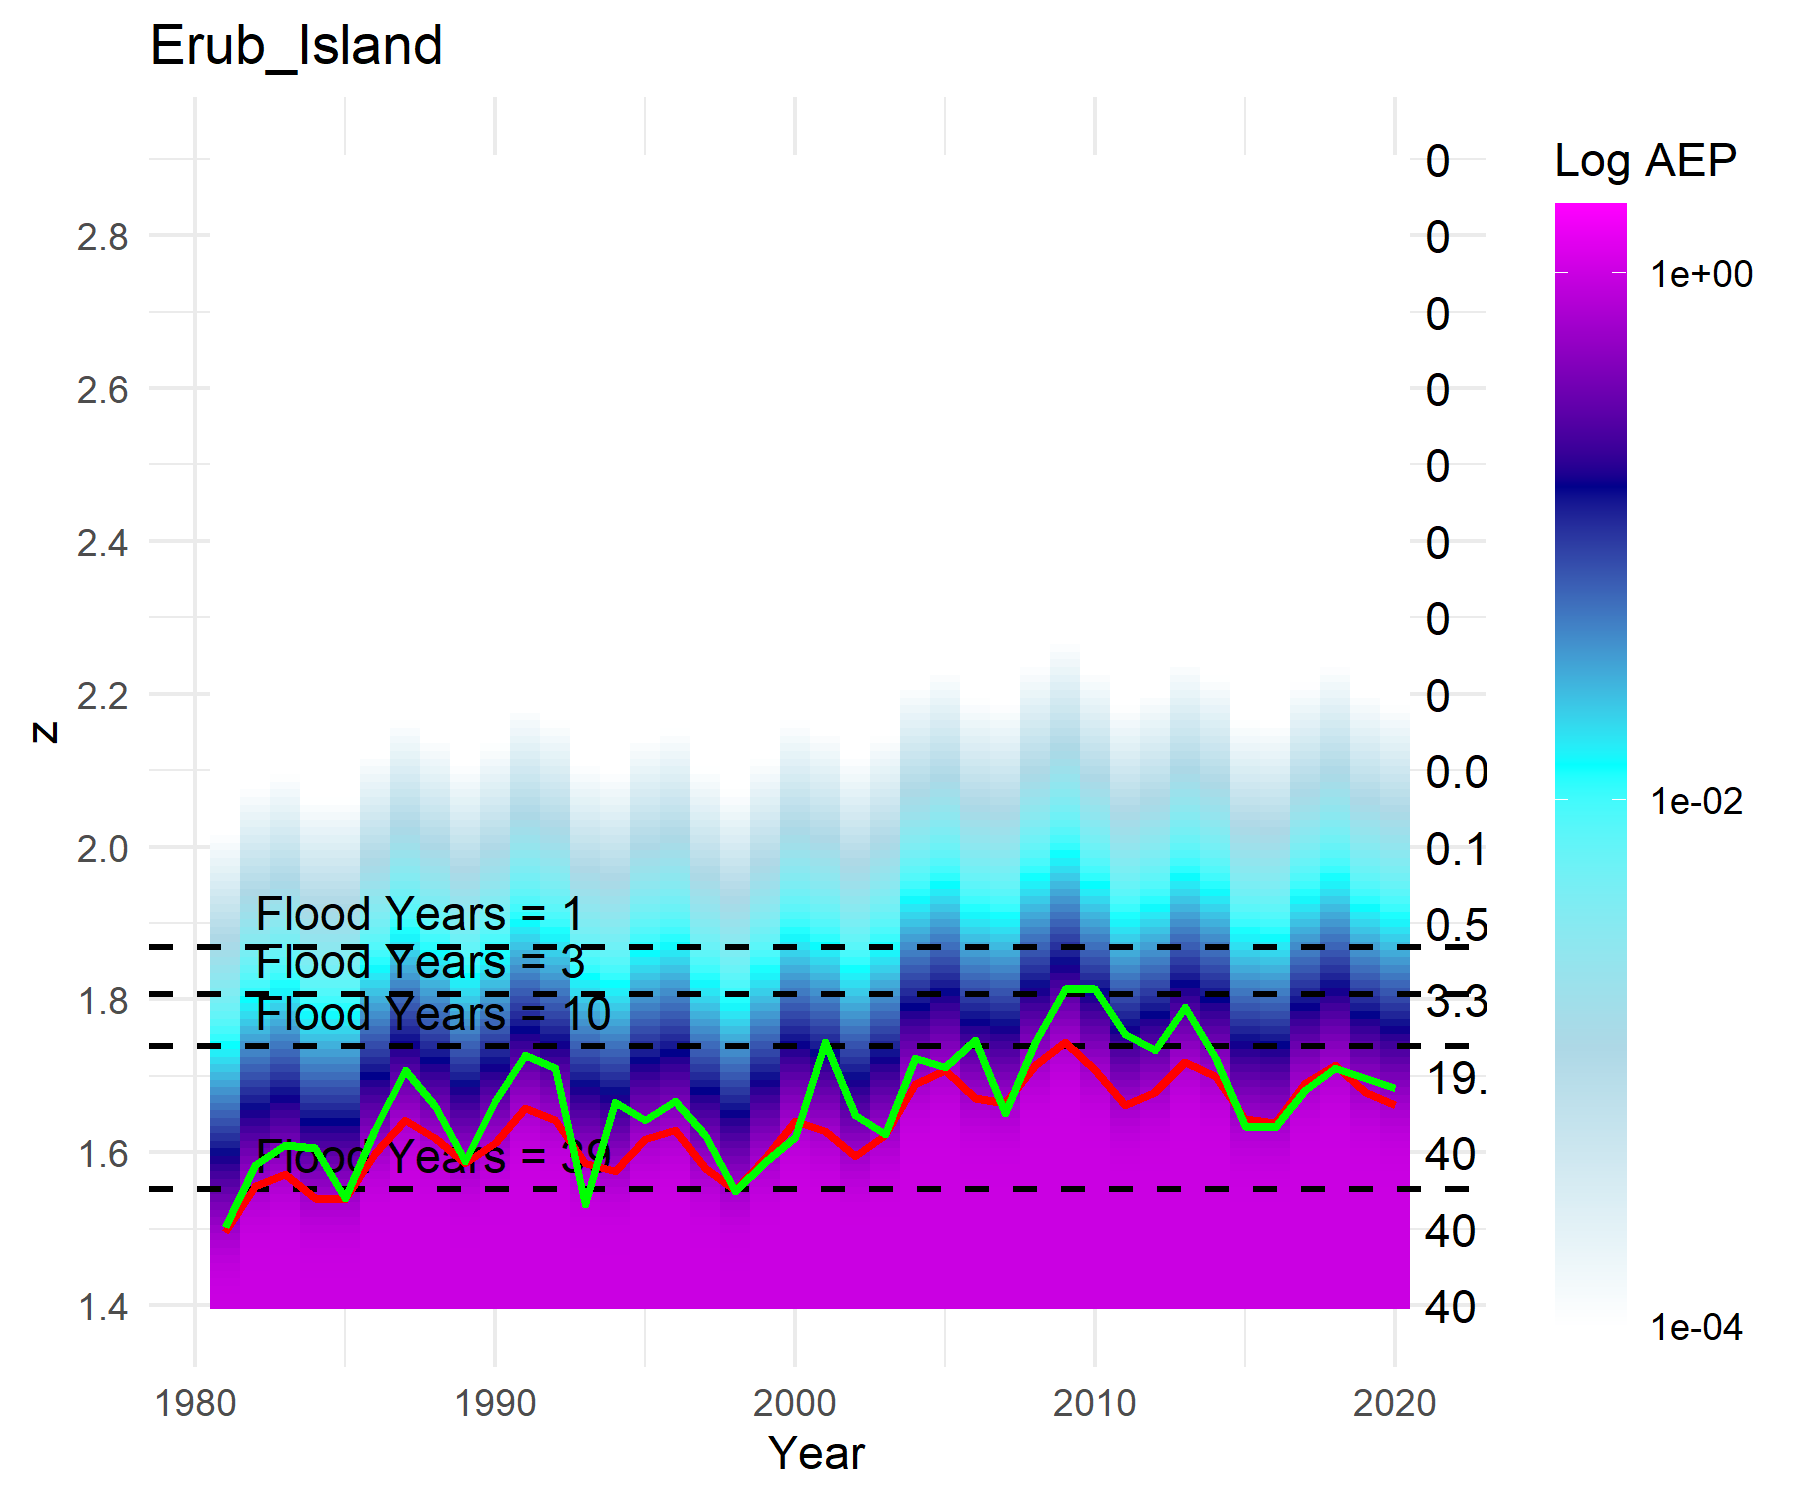 Erub_Island
Log AEP
1e+00
1e-02
1e-04
z
2.8
2.6
2.4
2.2
2.0
1.8
1.6
1.4
0
0
0
0
0
0
0
0
0.0
0.1
0.5
3.3
19.
40
40
40
Flood Years = 1
Flood Years = 3
Flood Years = 10
Flood Years = 39
1980
1990
2000
2010
2020
Year